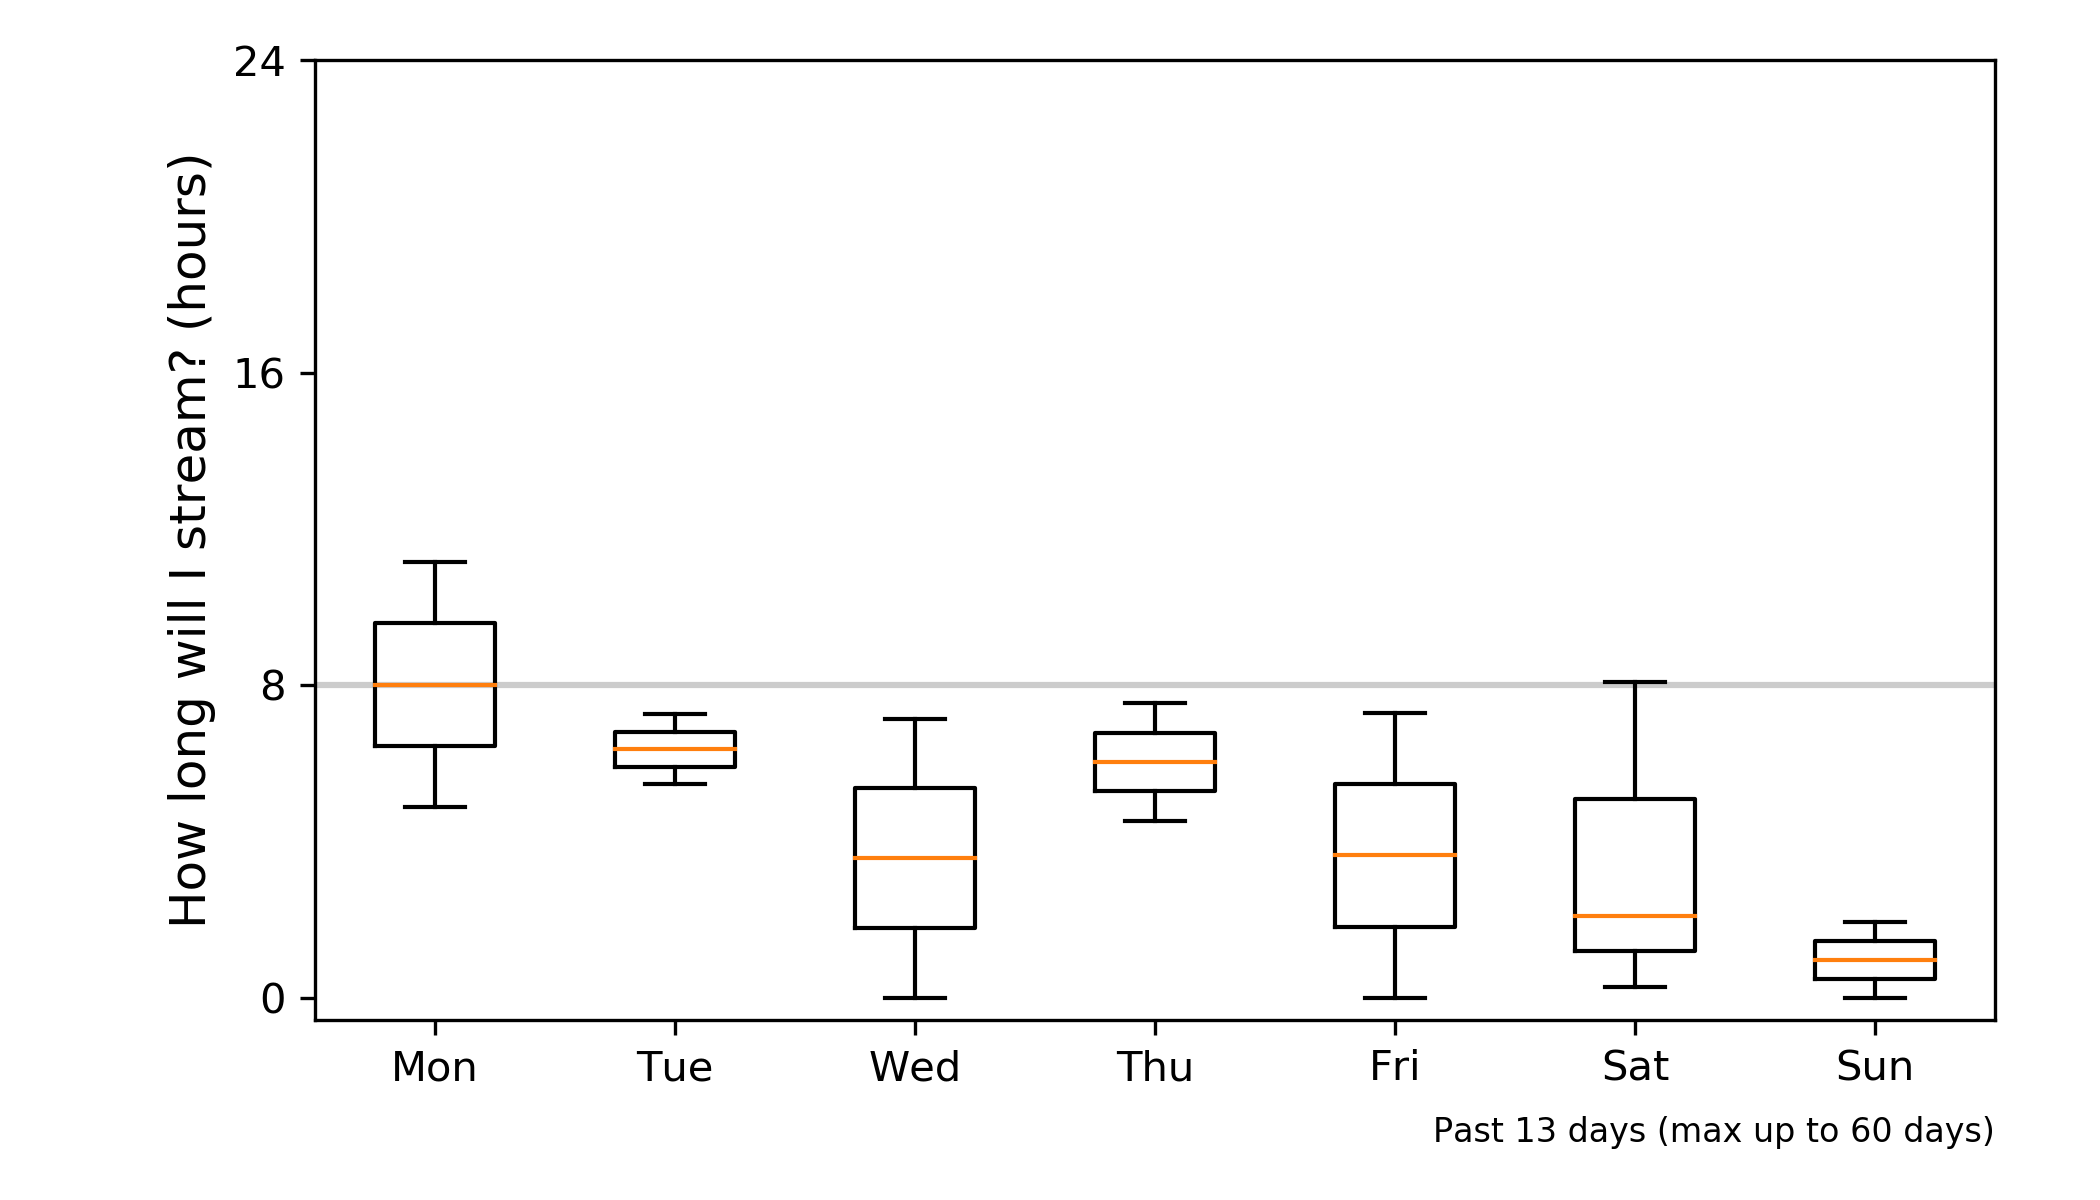 How long will I stream? (hours)
24
16
8
0
Mon Tue Wed Thu Fri Sat Sun
Past 13 days (max up to 60 days)